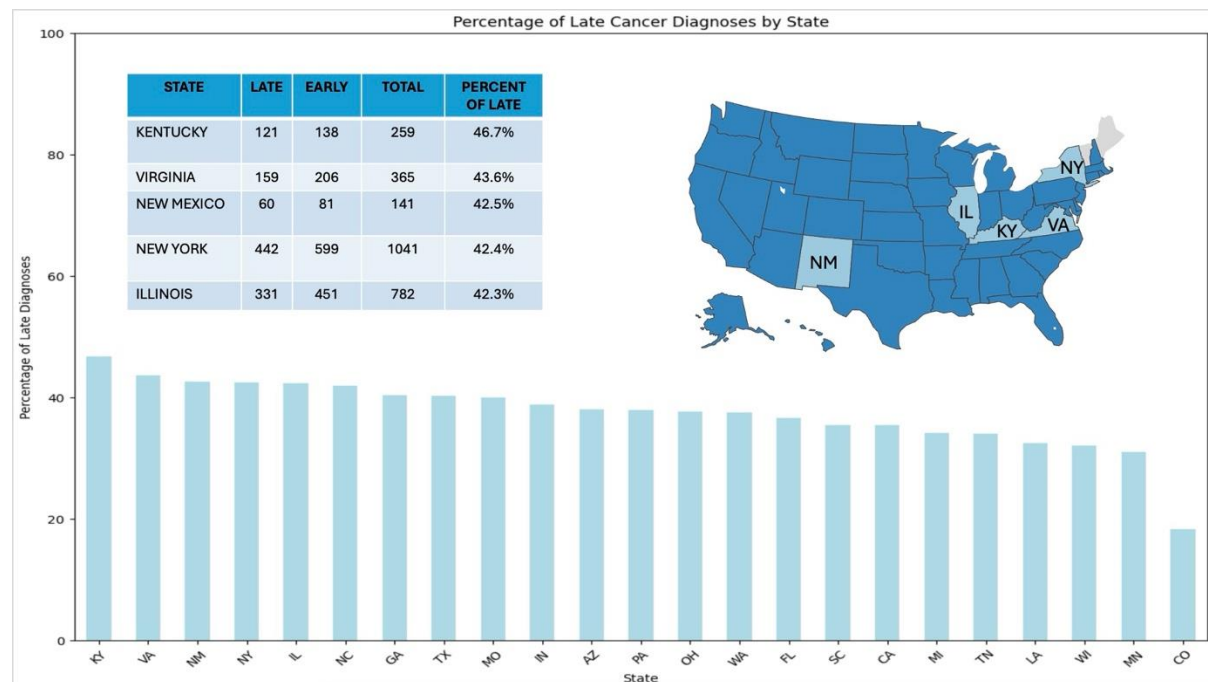 Percentage of Late Cancer Diagnoses by State
100
80
60
40
20
0
Percentage of Late Diagnoses
STATE LATE EARLY TOTAL PERCENT
OF LATE
KENTUCKY 121 138 259 46.7%
VIRGINIA 159 206 365 43.6%
NEW MEXICO 60 81 141 42.5%
NEW YORK 442 599 1041 42.4%
ILLINOIS 331 451 782 42.3%
NY
IL
KY
VA
NM
KY VA NM NY IL NC GA TX MO IN AZ PA OH WA FL SC CA MI TN LA WI MN CO
State